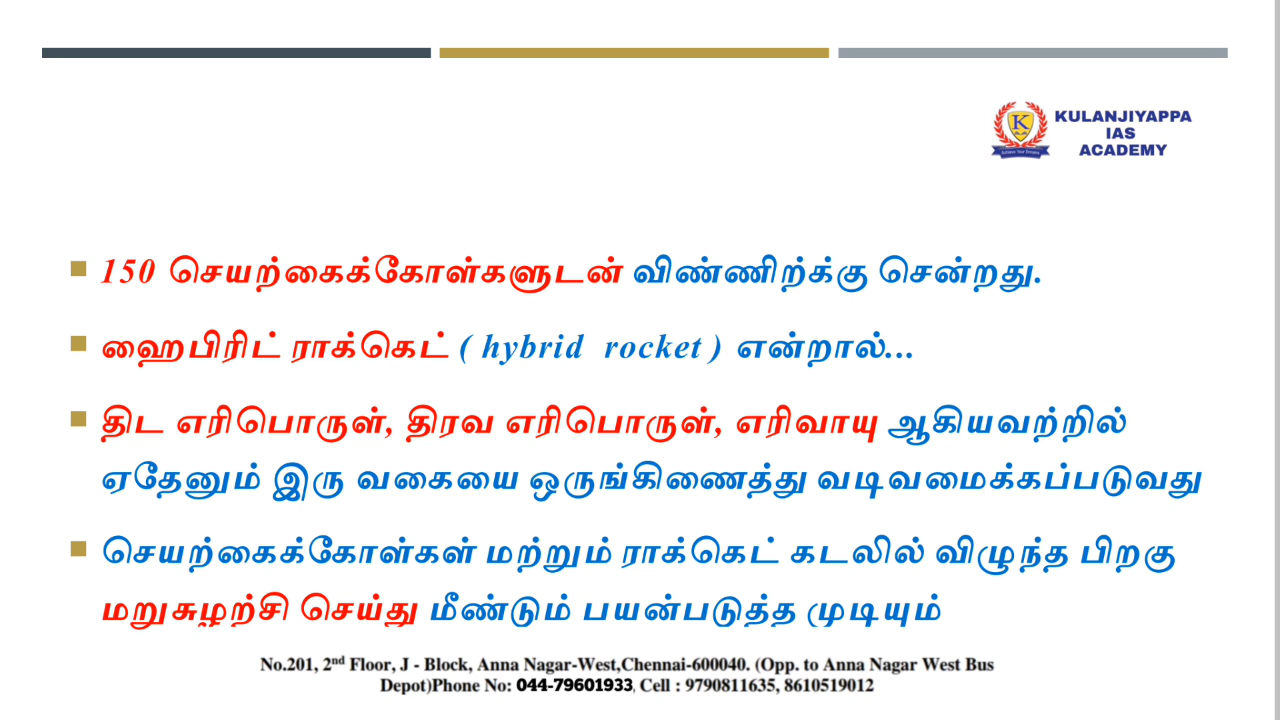 KULANJIYAPPA
IAS
ACADEMY
150 செயற்கைக்கோள்களுடன் விண்ணிற்க்கு சென்றது.
ஹைபிரிட் ராக்கெட் ( hybrid rocket ) என்றால்...
திட எரிபொருள், திரவ எரிபொருள், எரிவாயு ஆகியவற்றில்
ஏதேனும் இரு வகையை ஒருங்கிணைத்து வடிவமைக்கப்படுவது
செயற்கைக்கோள்கள் மற்றும் ராக்கெட் கடலில் விழுந்த பிறகு
மறுசுழற்சி செய்து மீண்டும் பயன்படுத்த முடியும்
No.201, 2nd Floor, J - Block, Anna Nagar-West,Chennai-600040. (Opp. to Anna Nagar West Bus
Depot)Phone No: 044-79601933, Cell : 9790811635, 8610519012